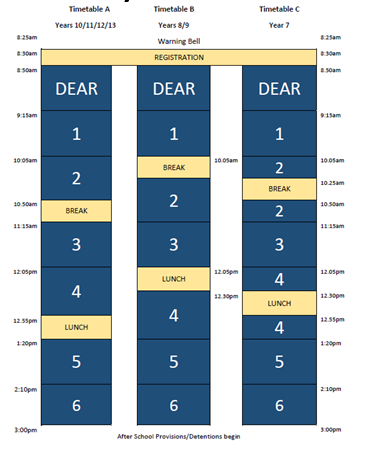 Timetable A Timetable B Timetable C
Years 10/11/12/13 Years 8/9 Year 7
8:25am Warning Bell 8:25am
8:30am REGISTRATION 8:30am
8:50am 8.50am
DEAR DEAR DEAR
9:15am 9.15am
1 1 1
10:05am 10.05am 10.05am
2 BREAK 2
10.25am
BREAK
2
10.50am 10.50am
BREAK 2
11:15am 11.15am
3 3 3
12.05pm 12.05pm 12.05pm
4 LUNCH 4
12.30pm 12.30pm
LUNCH
4
12.55pm 12.55pm
LUNCH 4
1:20pm 1:20pm
5 5 5
2:10pm 2:10pm
6 6 6
3:00pm 3:00pm
After School Provisions/Detentions begin